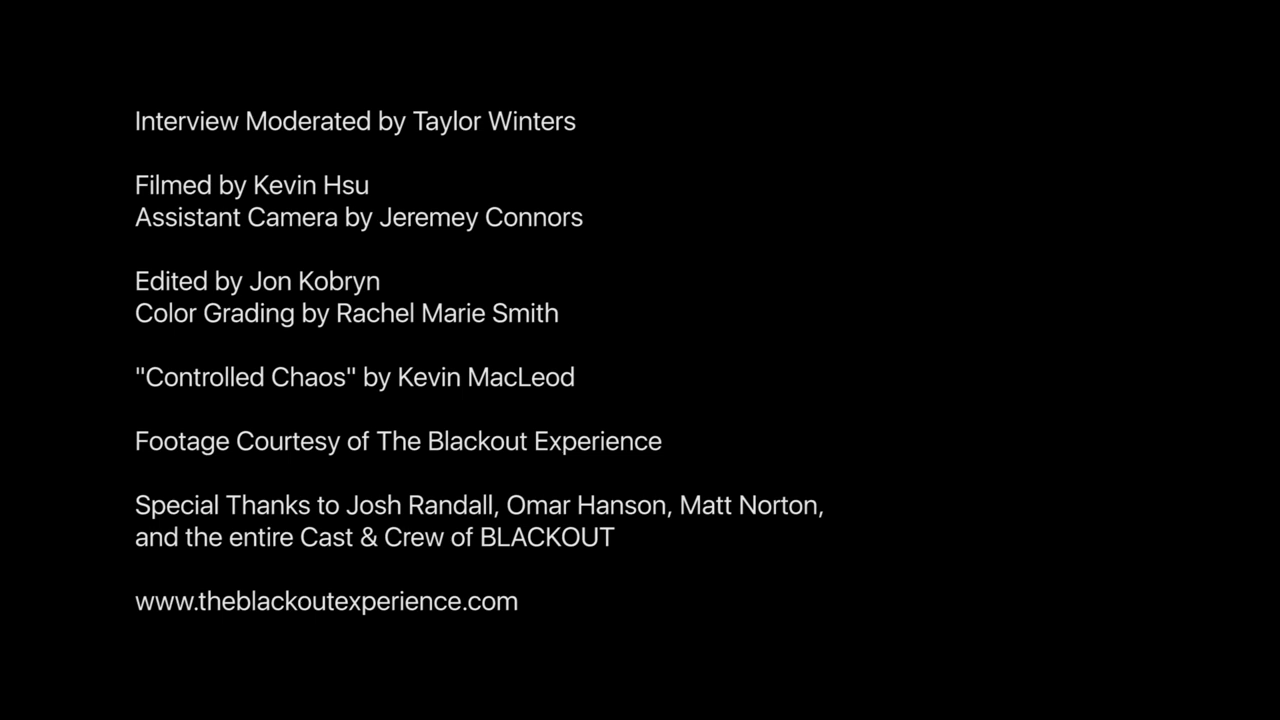 Interview Moderated by Taylor Winters
Filmed by Kevin Hsu
Assistant Camera by Jeremey Connors
Edited by Jon Kobryn
Color Grading by Rachel Marie Smith
"Controlled Chaos" by Kevin MacLeod
Footage Courtesy of The Blackout Experience
Special Thanks to Josh Randall, Omar Hanson, Matt Norton,
and the entire Cast & Crew of BLACKOUT
www.theblackoutexperience.com